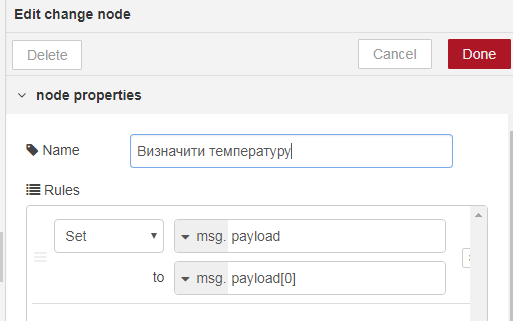 Edit change node
Delete
Cancel
Done
node properties
Name
Визначити температуру
Rules
Set
msg. payload
to
msg. payload[0]